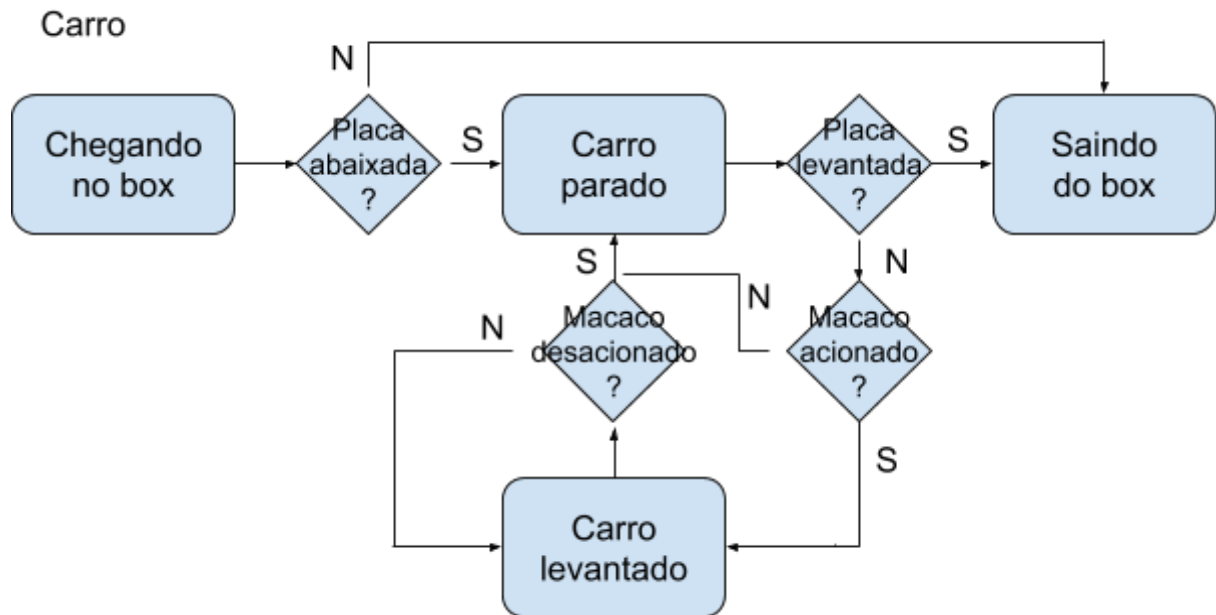 Carro
N
Chegando
no box
Placa
abaixada
?
S
Carro
parado
Placa
levantada
?
S
Saindo
do box
S
N
N
Macaco
desacionado
?
N
Macaco
acionado
?
S
Carro
levantado